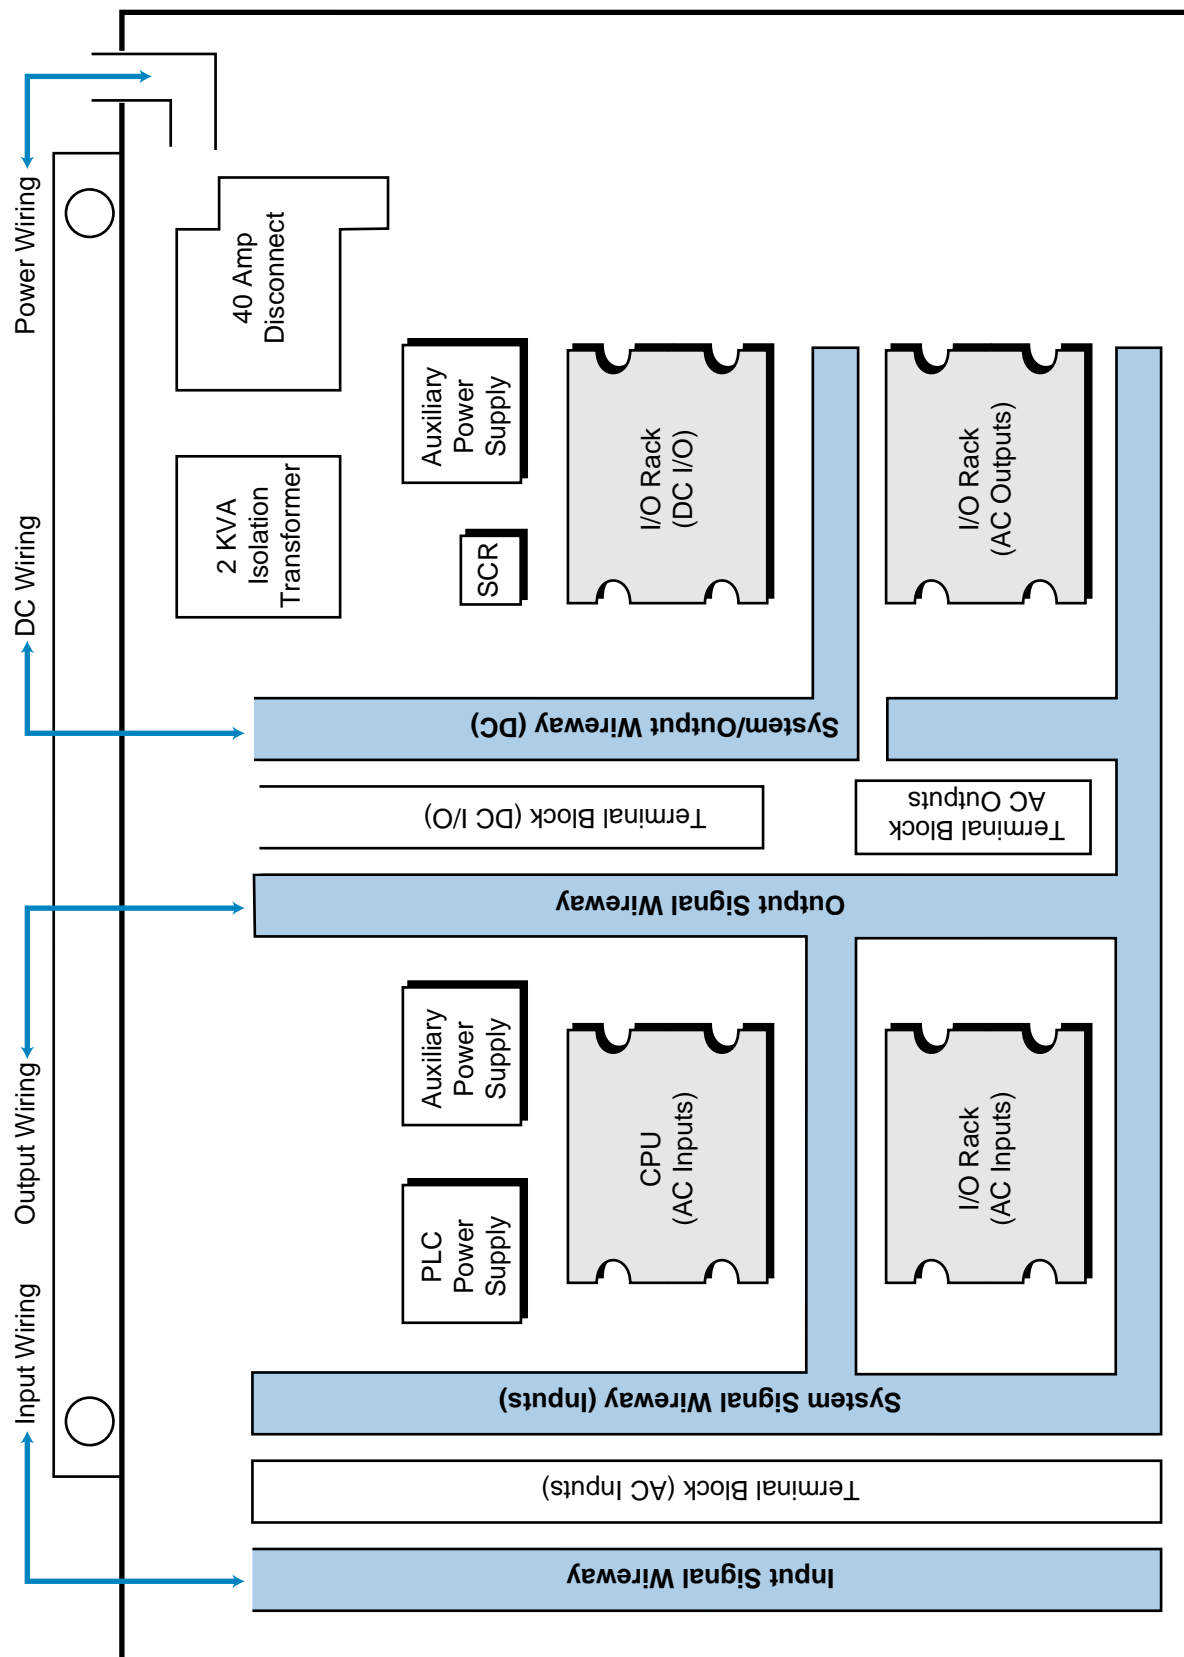 Input Wiring
Output Wiring
DC Wiring
Power Wiring
2 KVA
Isolation
Transformer
40 Amp
Disconnect
PLC
Power
Supply
Auxiliary
Power
Supply
SCR
Auxiliary
Power
Supply
CPU
(AC Inputs)
I/O Rack
(DC I/O)
I/O Rack
(AC Inputs)
I/O Rack
(AC Outputs)
Input Signal Wireway
Terminal Block (AC Inputs)
System Signal Wireway (Inputs)
Output Signal Wireway
Terminal Block (DC I/O)
Terminal Block
AC Outputs
System/Output Wireway (DC)